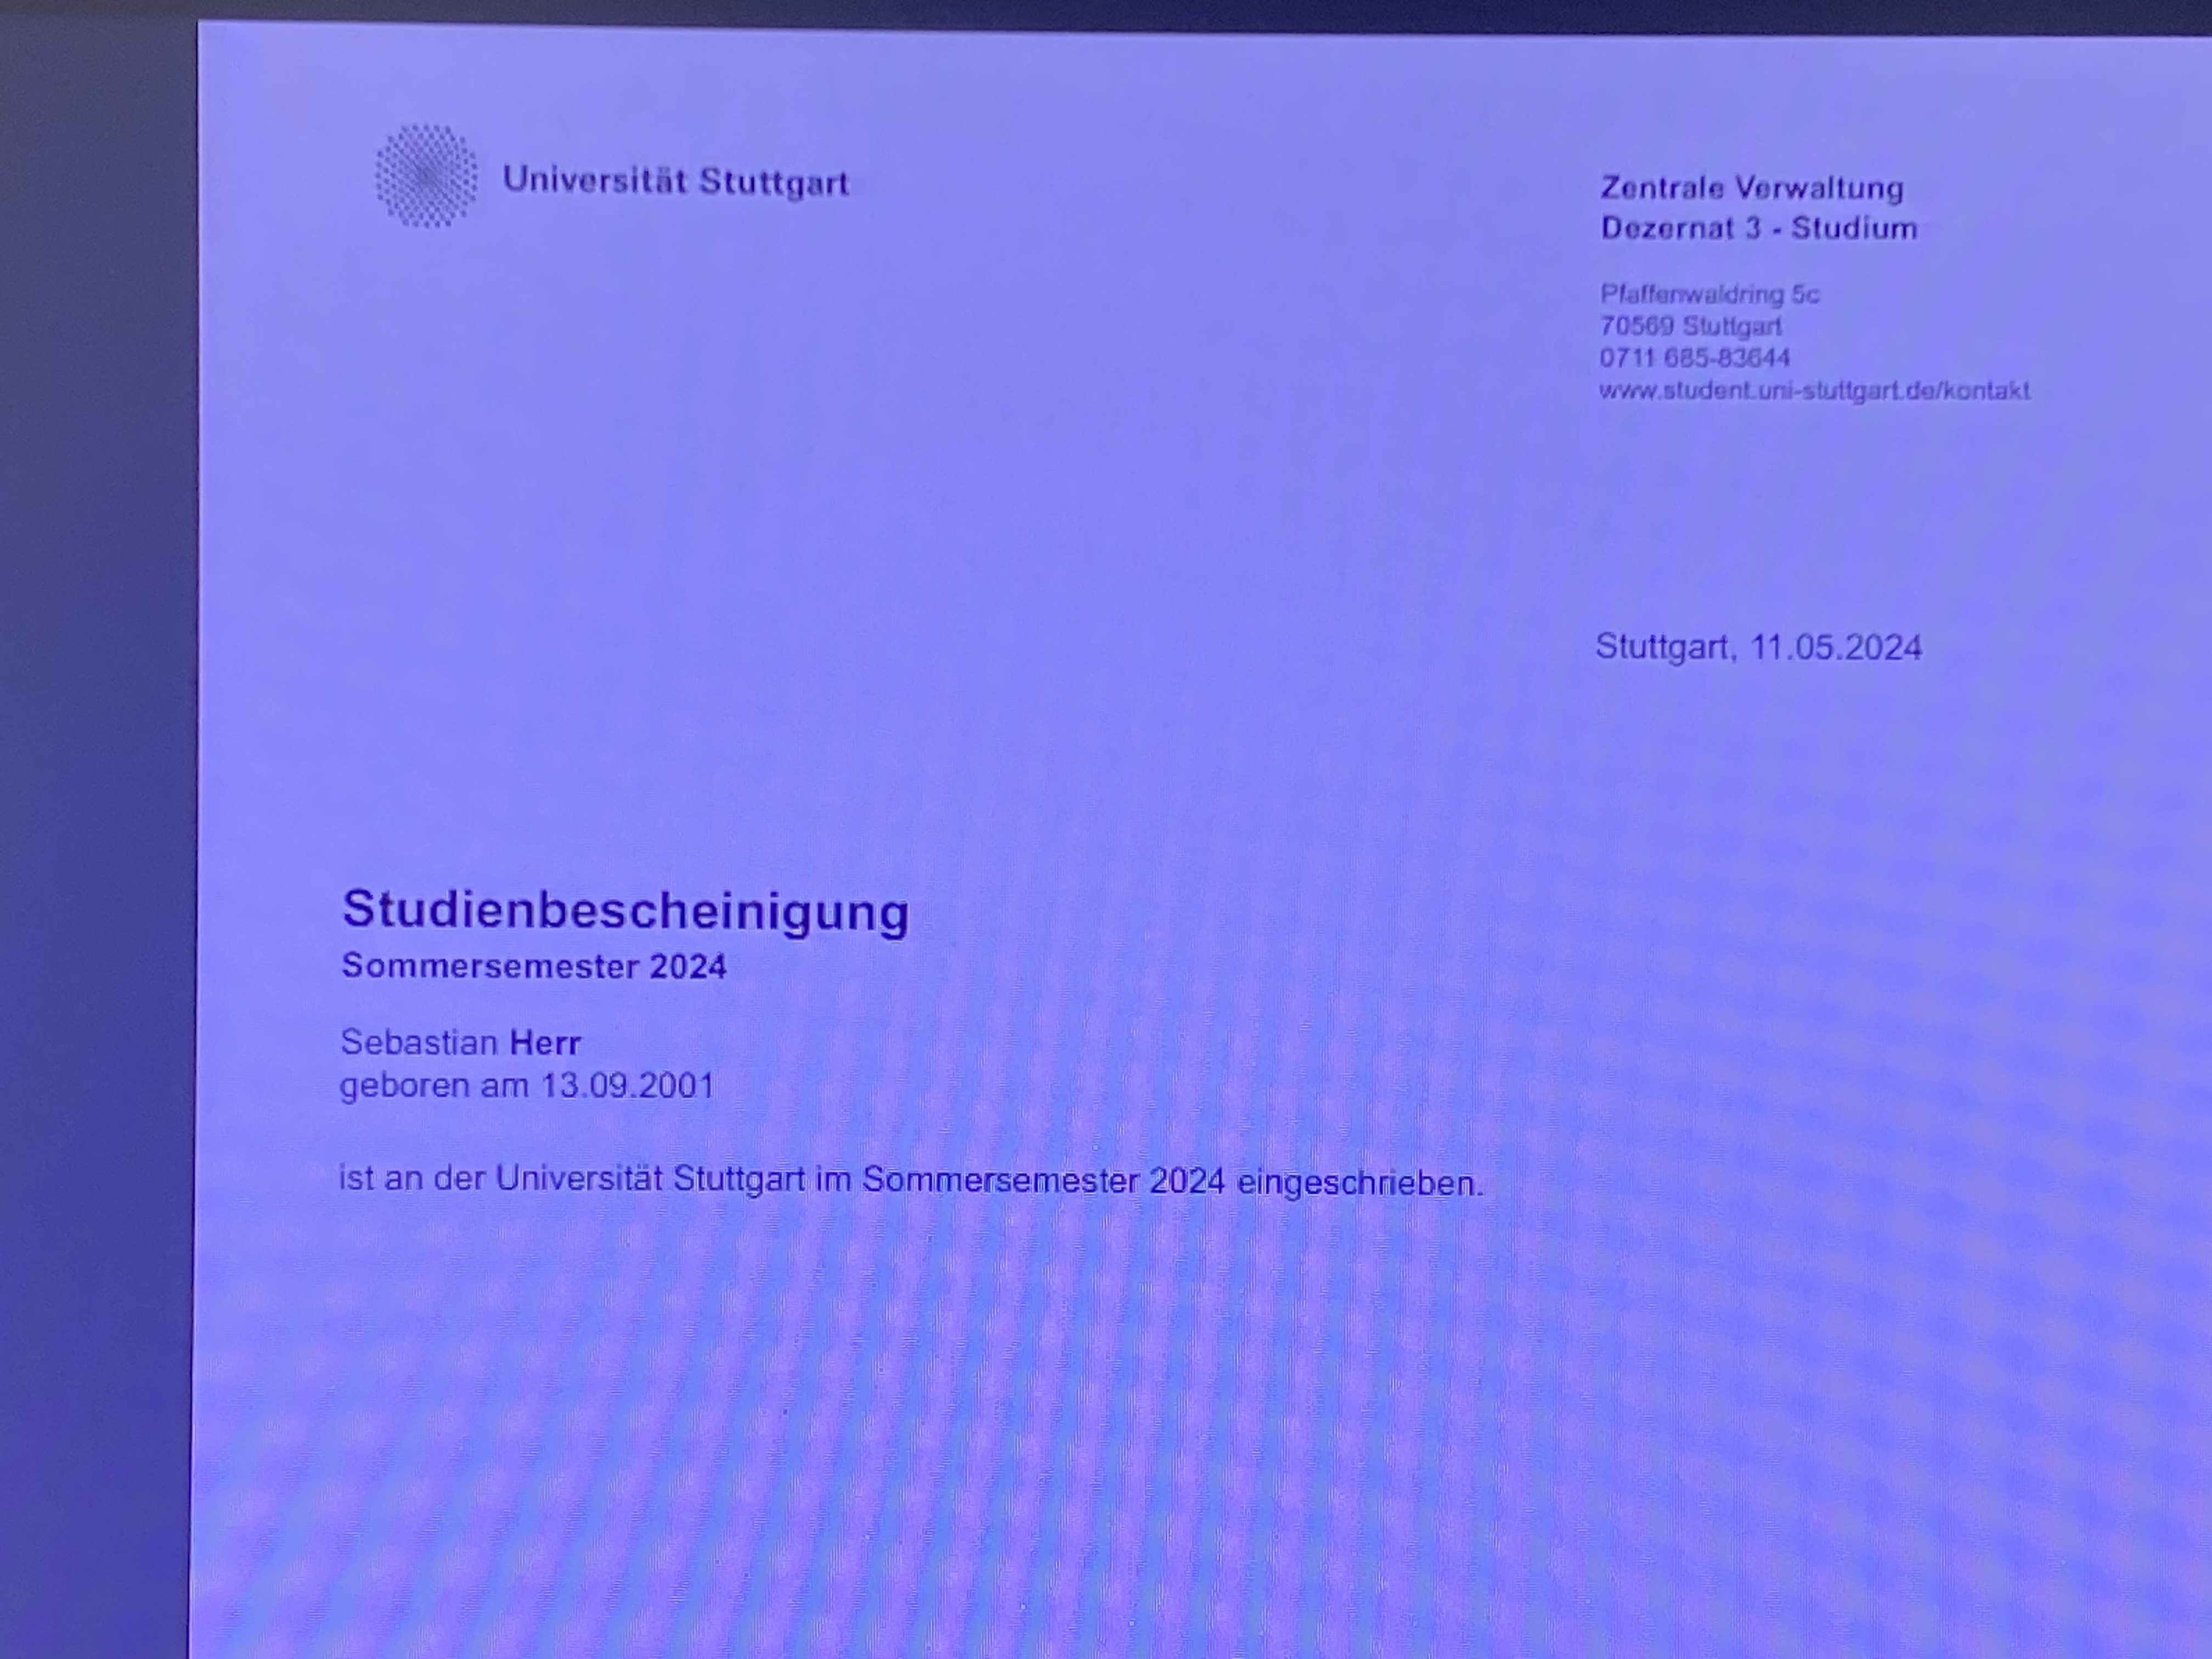 Universität Stuttgart
Zentrale Verwaltung
Dezernat 3 - Studium
Pfaffenwaldring 5c
70569 Stuttgart
0711 685-83644
www.student.uni-stuttgart.de/kontakt
Stuttgart, 11.05.2024
Studienbescheinigung
Sommersemester 2024
Sebastian Herr
geboren am 13.09.2001
ist an der Universität Stuttgart im Sommersemester 2024 eingeschrieben.